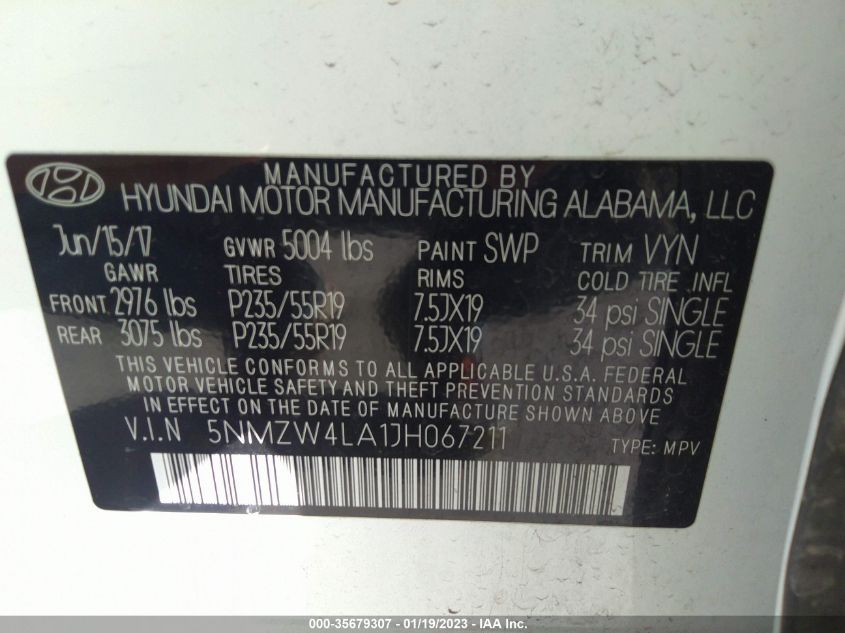 MANUFACTURED BY
HYUNDAI MOTOR MANUFACTURING ALABAMA, LLC
Jun/15/17 GVWR 5004 lbs PAINT SWP TRIM VYN
GAWR TIRES RIMS COLD TIRE INFL
FRONT 2976 lbs P235/55R19 7.5JX19 34 psi SINGLE
REAR 3075 lbs P235/55R19 7.5JX19 34 psi SINGLE
THIS VEHICLE CONFORMS TO ALL APPLICABLE U.S.A. FEDERAL
MOTOR VEHICLE SAFETY AND THEFT PREVENTION STANDARDS
IN EFFECT ON THE DATE OF MANUFACTURE SHOWN ABOVE.
V.I.N 5NMZW4LA1JH067211 TYPE: MPV
000-35679307 - 01/19/2023 - IAA Inc.